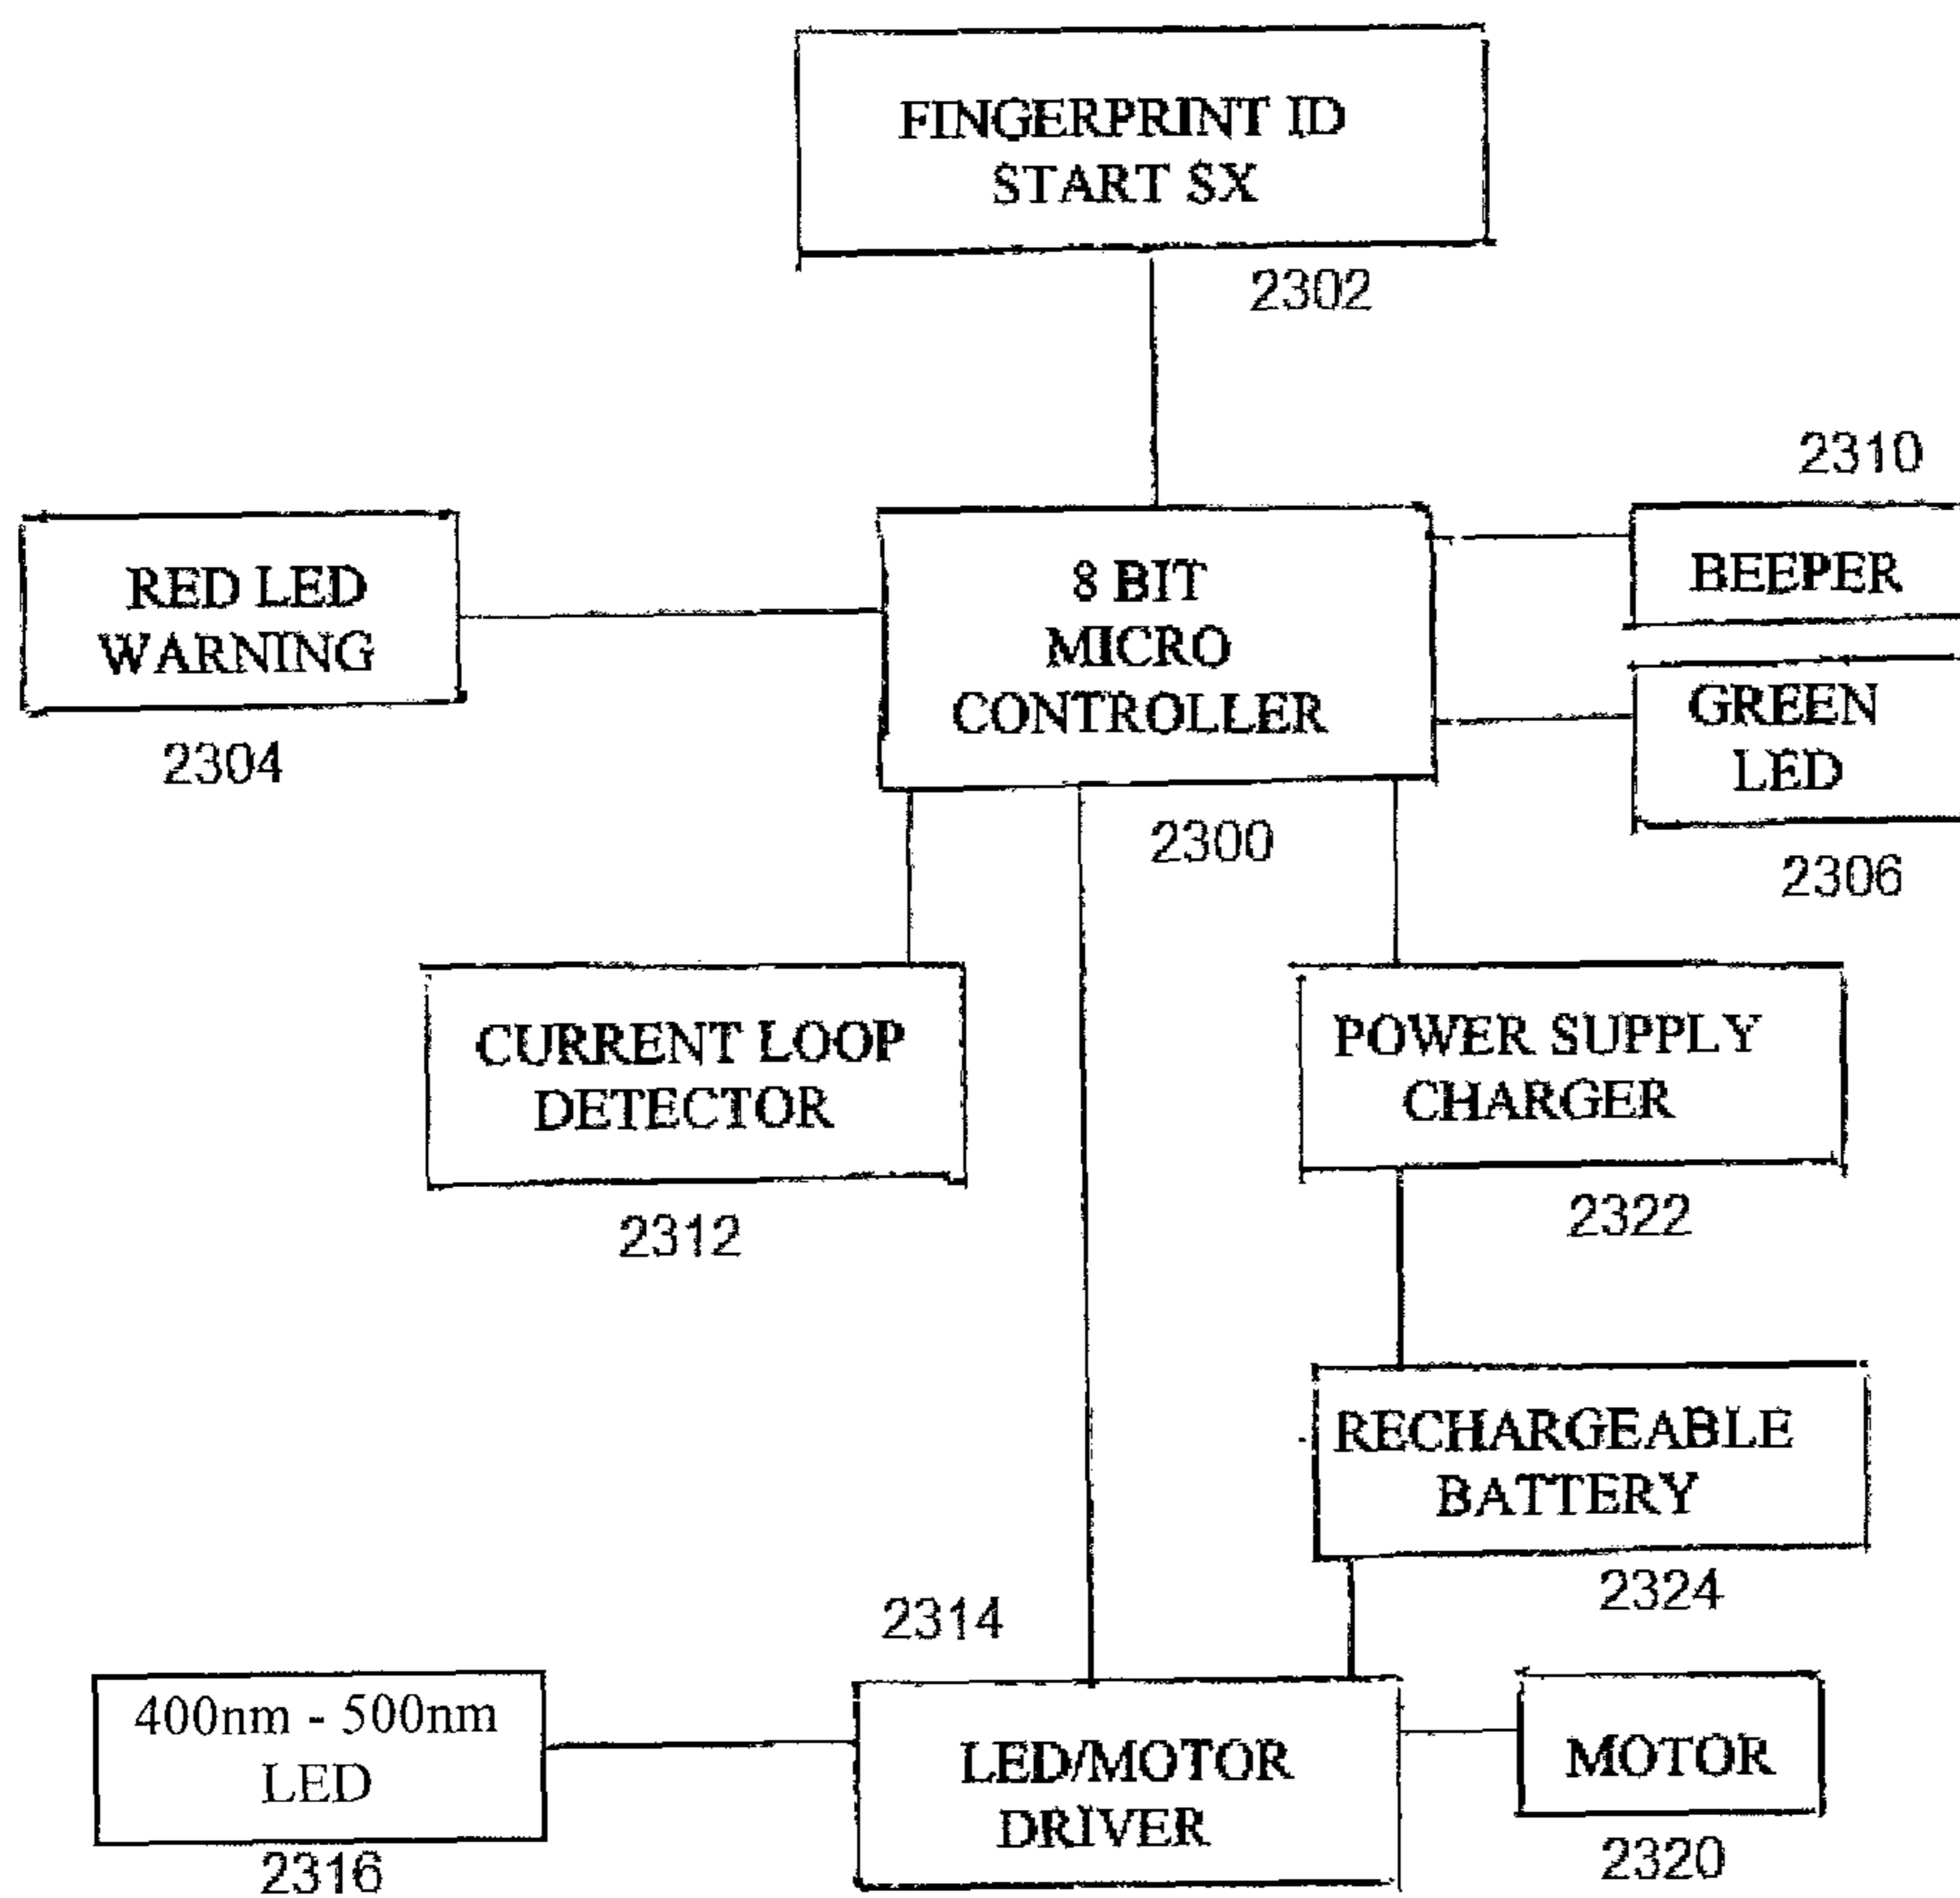 FINGERPRINT ID
START SX
2302
2310
BEEPER
RED LED
WARNING
2304
8 BIT
MICRO
CONTROLLER
2300
GREEN
LED
2306
CURRENT LOOP
DETECTOR
2312
POWER SUPPLY
CHARGER
2322
RECHARGEABLE
BATTERY
2324
2314
400nm - 500nm
LED
2316
LED/MOTOR
DRIVER
MOTOR
2320